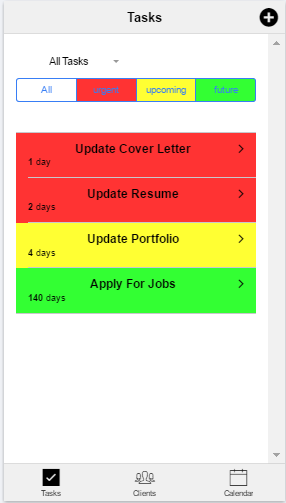 Tasks
All Tasks
All urgent upcoming future
Update Cover Letter
1 day
Update Resume
2 days
Update Portfolio
4 days
Apply For Jobs
140 days
Tasks Clients Calendar